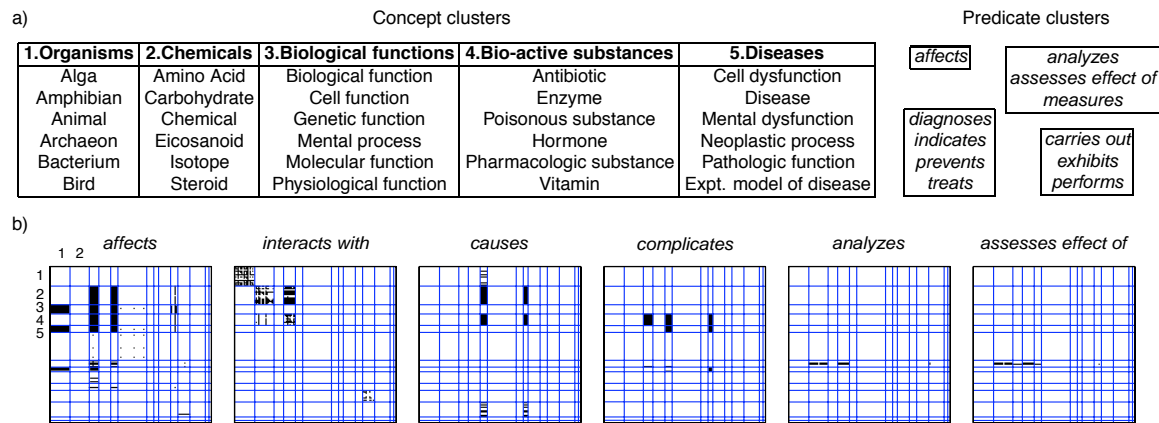 a)
Concept clusters
Predicate clusters
1.Organisms 2.Chemicals 3.Biological functions 4.Bio-active substances 5.Diseases
Alga Amino Acid Biological function Antibiotic Cell dysfunction
Amphibian Carbohydrate Cell function Enzyme Disease
Animal Chemical Genetic function Poisonous substance Mental dysfunction
Archaeon Eicosanoid Mental process Hormone Neoplastic process
Bacterium Isotope Molecular function Pharmacologic substance Pathologic function
Bird Steroid Physiological function Vitamin Expt. model of disease
affects
analyzes
assesses effect of
measures
diagnoses
indicates
prevents
treats
carries out
exhibits
performs
b)
affects interacts with causes complicates analyzes assesses effect of
1 2
1
2
3
4
5